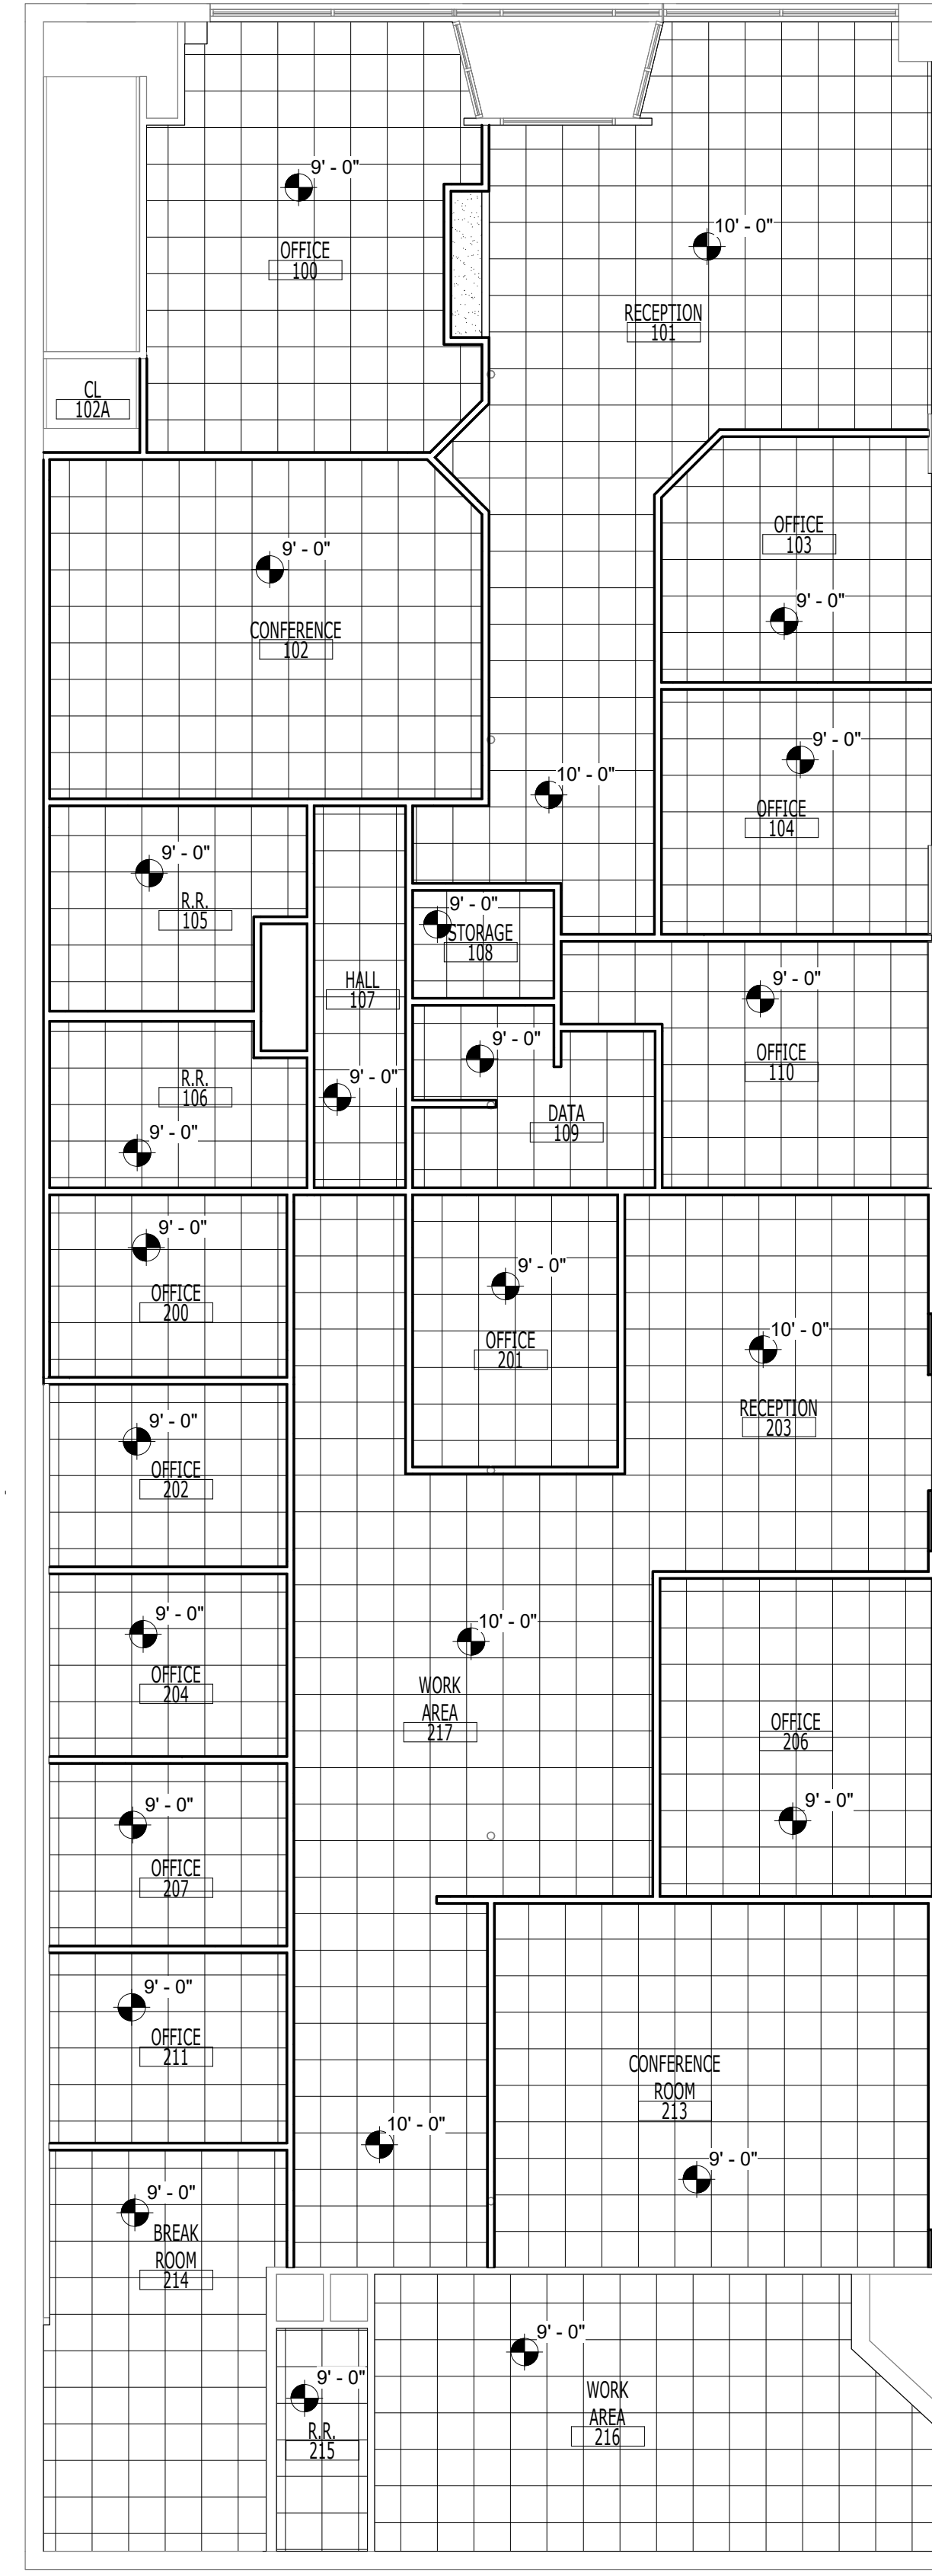 9' - 0"
OFFICE
100
10' - 0"
RECEPTION
101
CL
102A
OFFICE
103
9' - 0"
9' - 0"
CONFERENCE
102
9' - 0"
OFFICE
104
10' - 0"
9' - 0"
R.R.
105
9' - 0"
STORAGE
108
HALL
107
9' - 0"
9' - 0"
OFFICE
110
9' - 0"
R.R.
106
9' - 0"
9' - 0"
DATA
109
9' - 0"
OFFICE
200
9' - 0"
OFFICE
201
10' - 0"
RECEPTION
203
9' - 0"
OFFICE
202
9' - 0"
OFFICE
204
10' - 0"
WORK
AREA
217
OFFICE
206
9' - 0"
9' - 0"
OFFICE
207
9' - 0"
OFFICE
211
CONFERENCE
ROOM
213
9' - 0"
10' - 0"
9' - 0"
BREAK
ROOM
214
9' - 0"
R.R.
215
9' - 0"
WORK
AREA
216